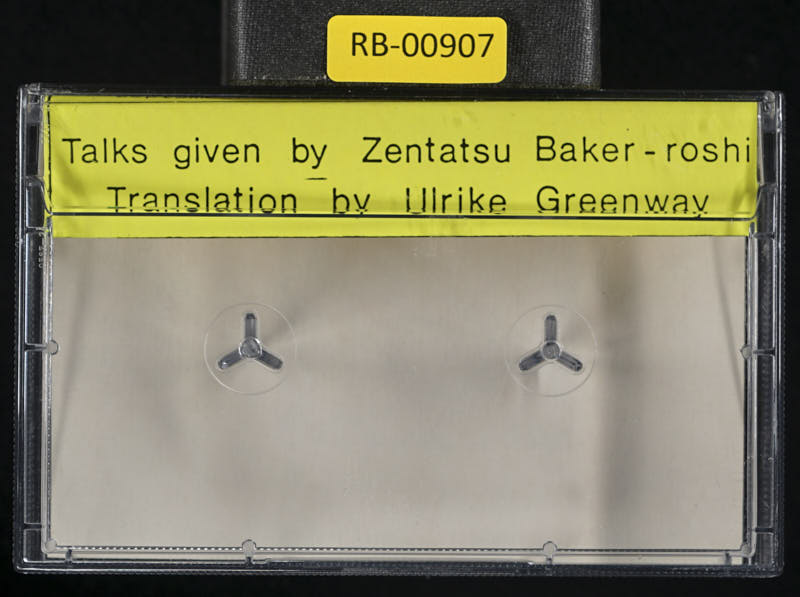 RB-00907
Talks given by Zentatsu Baker-roshi
Translation by Ulrike Greenway